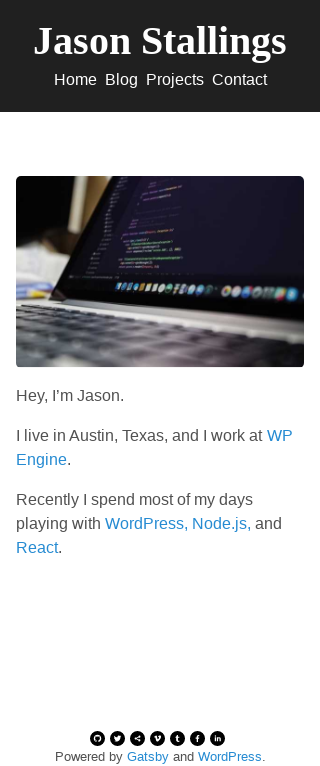 Jason Stallings
Home Blog Projects Contact
Hey, I’m Jason.
I live in Austin, Texas, and I work at WP
Engine.
Recently I spend most of my days
playing with WordPress, Node.js, and
React.
Powered by Gatsby and WordPress.